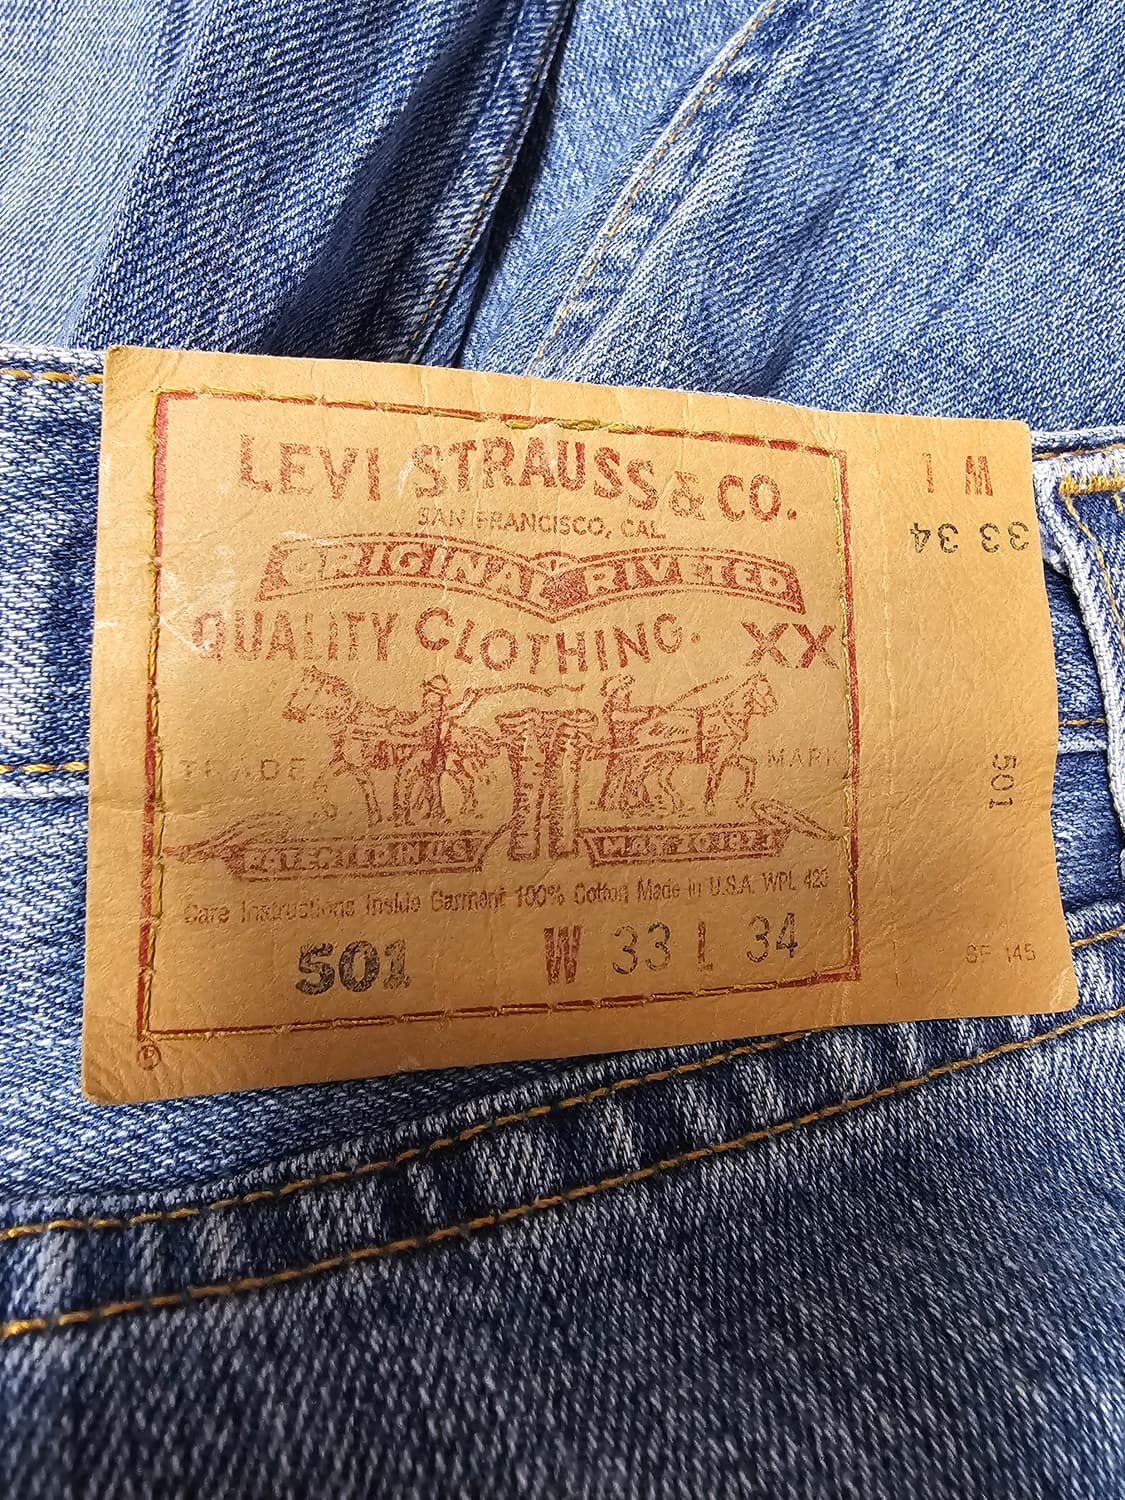 LEVI STRAUSS & CO.
SAN FRANCISCO, CAL.
ORIGINAL RIVETED
QUALITY CLOTHING. XX
TRADE MARK
PATENTED IN U.S. MAY 20 1873
Care Instructions Inside Garment 100% Cotton Made in U.S.A. WPL 423
501 W 33 L 34
®
W L
33 34
501
SF 145